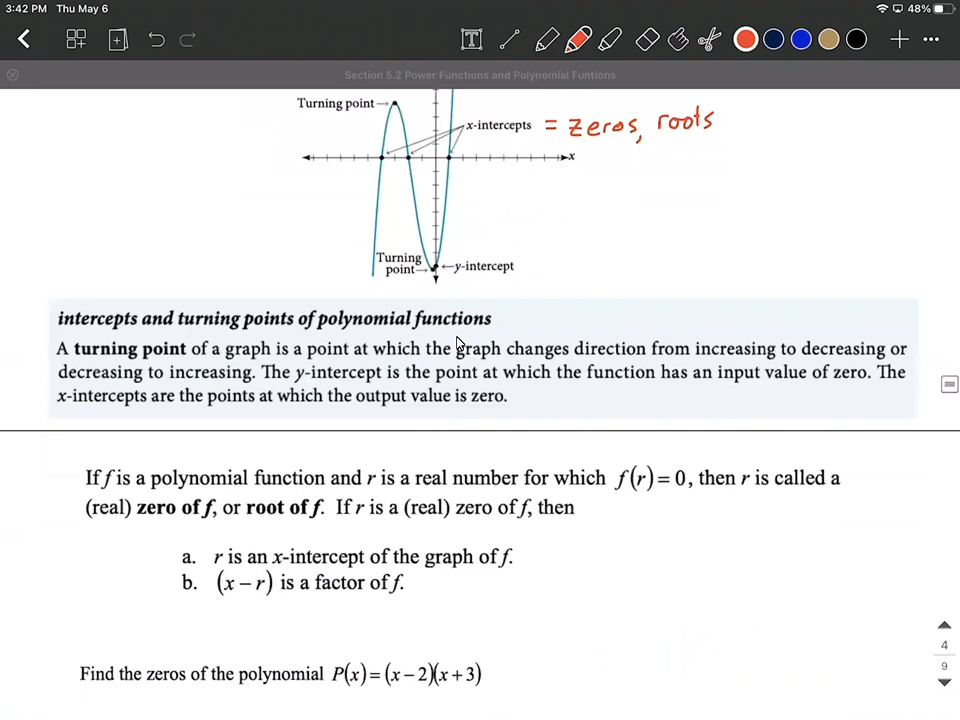 3:42 PM Thu May 6
48%
Section 5.2 Power Functions and Polynomial Funtions
Turning point
x-intercepts = zeros, roots
x
Turning
point
y-intercept
intercepts and turning points of polynomial functions
A turning point of a graph is a point at which the graph changes direction from increasing to decreasing or
decreasing to increasing. The y-intercept is the point at which the function has an input value of zero. The
x-intercepts are the points at which the output value is zero.
If f is a polynomial function and r is a real number for which f(r)=0, then r is called a
(real) zero of f, or root of f. If r is a (real) zero of f, then
a. r is an x-intercept of the graph of f.
b. (x−r) is a factor of f.
4
9
Find the zeros of the polynomial P(x)=(x−2)(x+3)